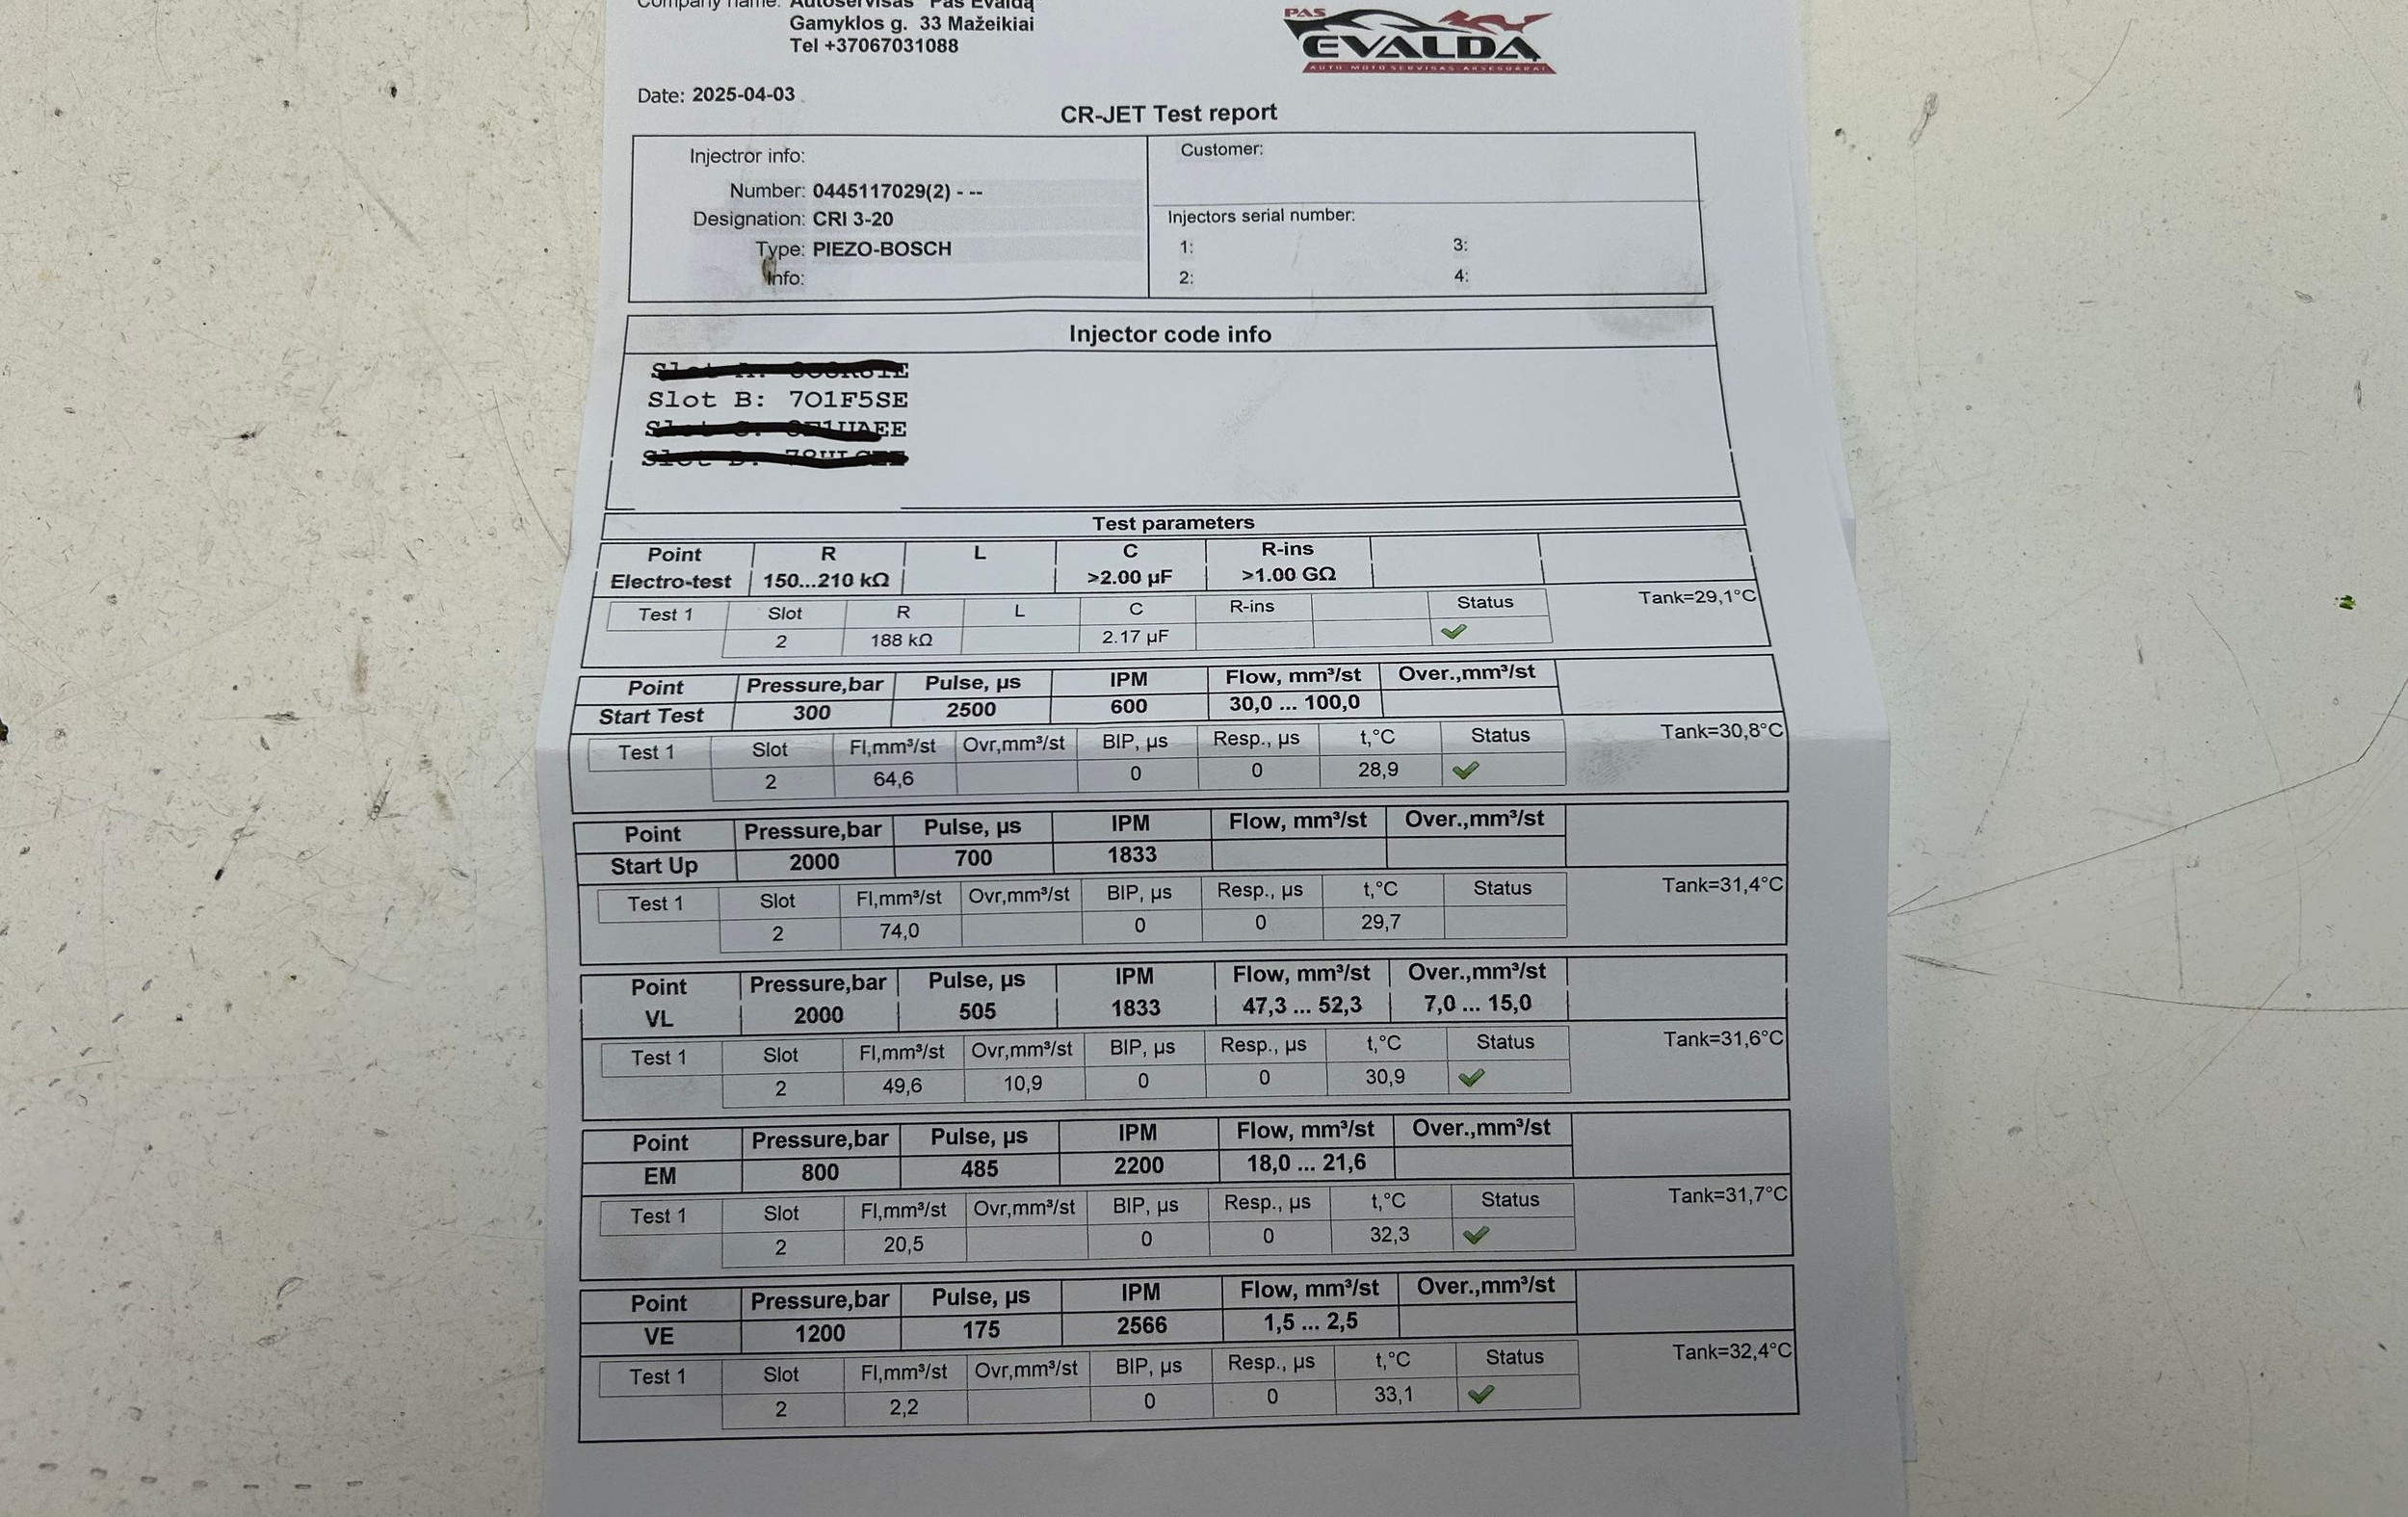 Company name: Autoservisas "Pas Evaldą
Gamyklos g. 33 Mažeikiai
Tel +37067031088
PAS
EVALDA
AUTO MOTO SERVISAS AKSESUARAI
Date: 2025-04-03
CR-JET Test report
Injectror info:
Number: 0445117029(2) - --
Designation: CRI 3-20
Type: PIEZO-BOSCH
Info:
Customer:
Injectors serial number:
1: 3:
2: 4:
Injector code info
Slot B: 7O1F5SE
Test parameters
Point R L C R-ins
Electro-test 150...210 kΩ >2.00 µF >1.00 GΩ
Tank=29,1°C
Test 1 Slot R L C R-ins Status
2 188 kΩ 2.17 µF
Point Pressure,bar Pulse, µs IPM Flow, mm³/st Over.,mm³/st
Start Test 300 2500 600 30,0 ... 100,0
Tank=30,8°C
Test 1 Slot Fl,mm³/st Ovr,mm³/st BIP, µs Resp., µs t,°C Status
2 64,6 0 0 28,9
Point Pressure,bar Pulse, µs IPM Flow, mm³/st Over.,mm³/st
Start Up 2000 700 1833
Tank=31,4°C
Test 1 Slot Fl,mm³/st Ovr,mm³/st BIP, µs Resp., µs t,°C Status
2 74,0 0 0 29,7
Point Pressure,bar Pulse, µs IPM Flow, mm³/st Over.,mm³/st
VL 2000 505 1833 47,3 ... 52,3 7,0 ... 15,0
Tank=31,6°C
Test 1 Slot Fl,mm³/st Ovr,mm³/st BIP, µs Resp., µs t,°C Status
2 49,6 10,9 0 0 30,9
Point Pressure,bar Pulse, µs IPM Flow, mm³/st Over.,mm³/st
EM 800 485 2200 18,0 ... 21,6
Tank=31,7°C
Test 1 Slot Fl,mm³/st Ovr,mm³/st BIP, µs Resp., µs t,°C Status
2 20,5 0 0 32,3
Point Pressure,bar Pulse, µs IPM Flow, mm³/st Over.,mm³/st
VE 1200 175 2566 1,5 ... 2,5
Tank=32,4°C
Test 1 Slot Fl,mm³/st Ovr,mm³/st BIP, µs Resp., µs t,°C Status
2 2,2 0 0 33,1